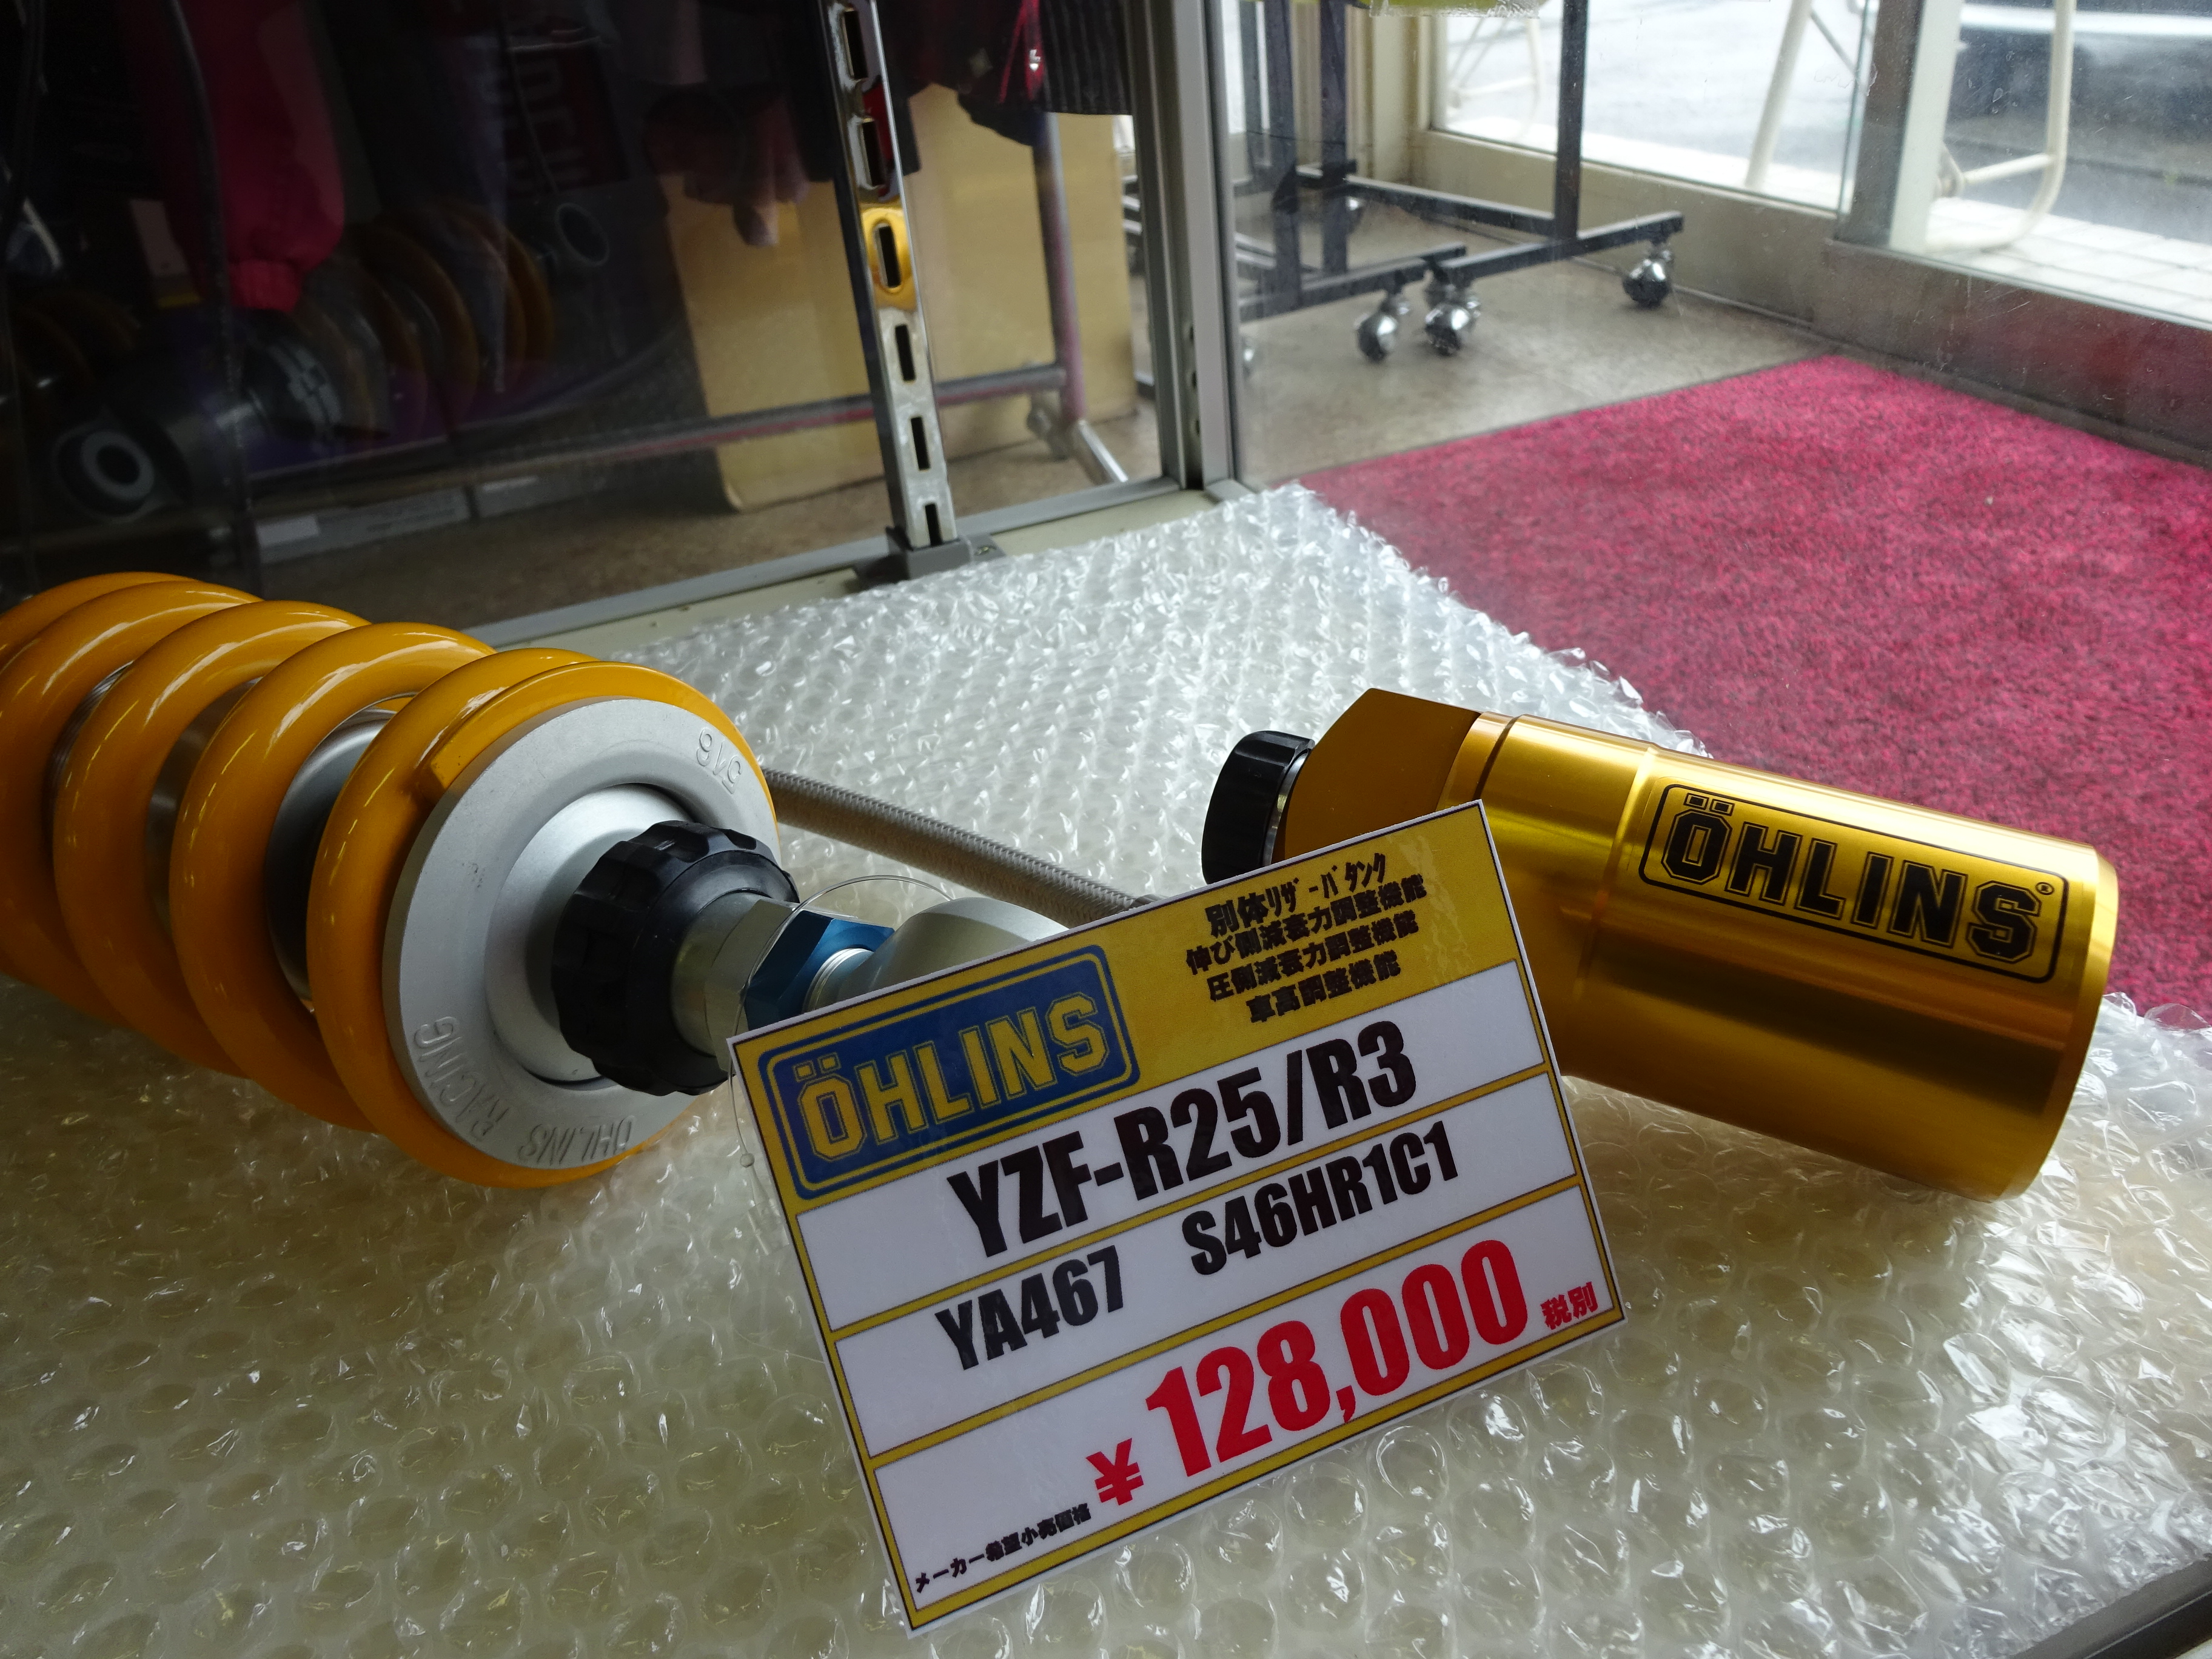 516
ÖHLINS RACING
ÖHLINS®
別体ﾘｻﾞｰﾊﾞﾀﾝｸ
伸び側減衰力調整機能
圧側減衰力調整機能
車高調整機能
ÖHLINS
YZF-R25/R3
YA467 S46HR1C1
メーカー希望小売価格 ¥128,000 税別